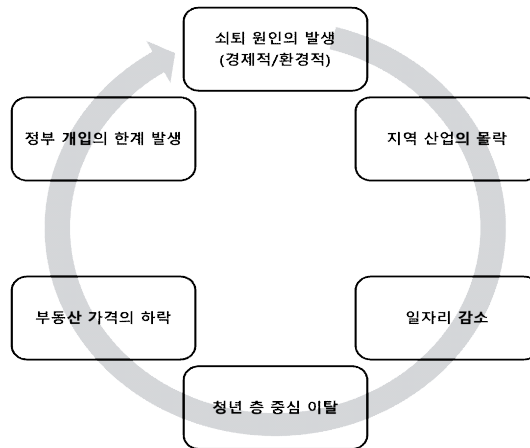 쇠퇴 원인의 발생
(경제적/환경적)
지역 산업의 몰락
일자리 감소
청년 층 중심 이탈
부동산 가격의 하락
정부 개입의 한계 발생